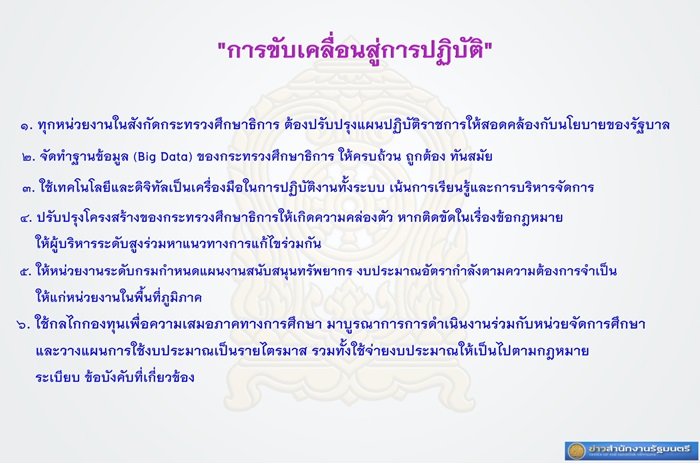 "การขับเคลื่อนสู่การปฏิบัติ"
๑. ทุกหน่วยงานในสังกัดกระทรวงศึกษาธิการ ต้องปรับปรุงแผนปฏิบัติราชการให้สอดคล้องกับนโยบายของรัฐบาล
๒. จัดทำฐานข้อมูล (Big Data) ของกระทรวงศึกษาธิการ ให้ครบถ้วน ถูกต้อง ทันสมัย
๓. ใช้เทคโนโลยีและดิจิทัลเป็นเครื่องมือในการปฏิบัติงานทั้งระบบ เน้นการเรียนรู้และการบริหารจัดการ
๔. ปรับปรุงโครงสร้างของกระทรวงศึกษาธิการให้เกิดความคล่องตัว หากติดขัดในเรื่องข้อกฎหมาย
ให้ผู้บริหารระดับสูงร่วมหาแนวทางการแก้ไขร่วมกัน
๕. ให้หน่วยงานระดับกรมกำหนดแผนงานสนับสนุนทรัพยากร งบประมาณอัตรากำลังตามความต้องการจำเป็น
ให้แก่หน่วยงานในพื้นที่ภูมิภาค
๖. ใช้กลไกกองทุนเพื่อความเสมอภาคทางการศึกษา มาบูรณาการการดำเนินงานร่วมกับหน่วยจัดการศึกษา
และวางแผนการใช้งบประมาณเป็นรายไตรมาส รวมทั้งใช้จ่ายงบประมาณให้เป็นไปตามกฎหมาย
ระเบียบ ข้อบังคับที่เกี่ยวข้อง
ข่าวสำนักงานรัฐมนตรี